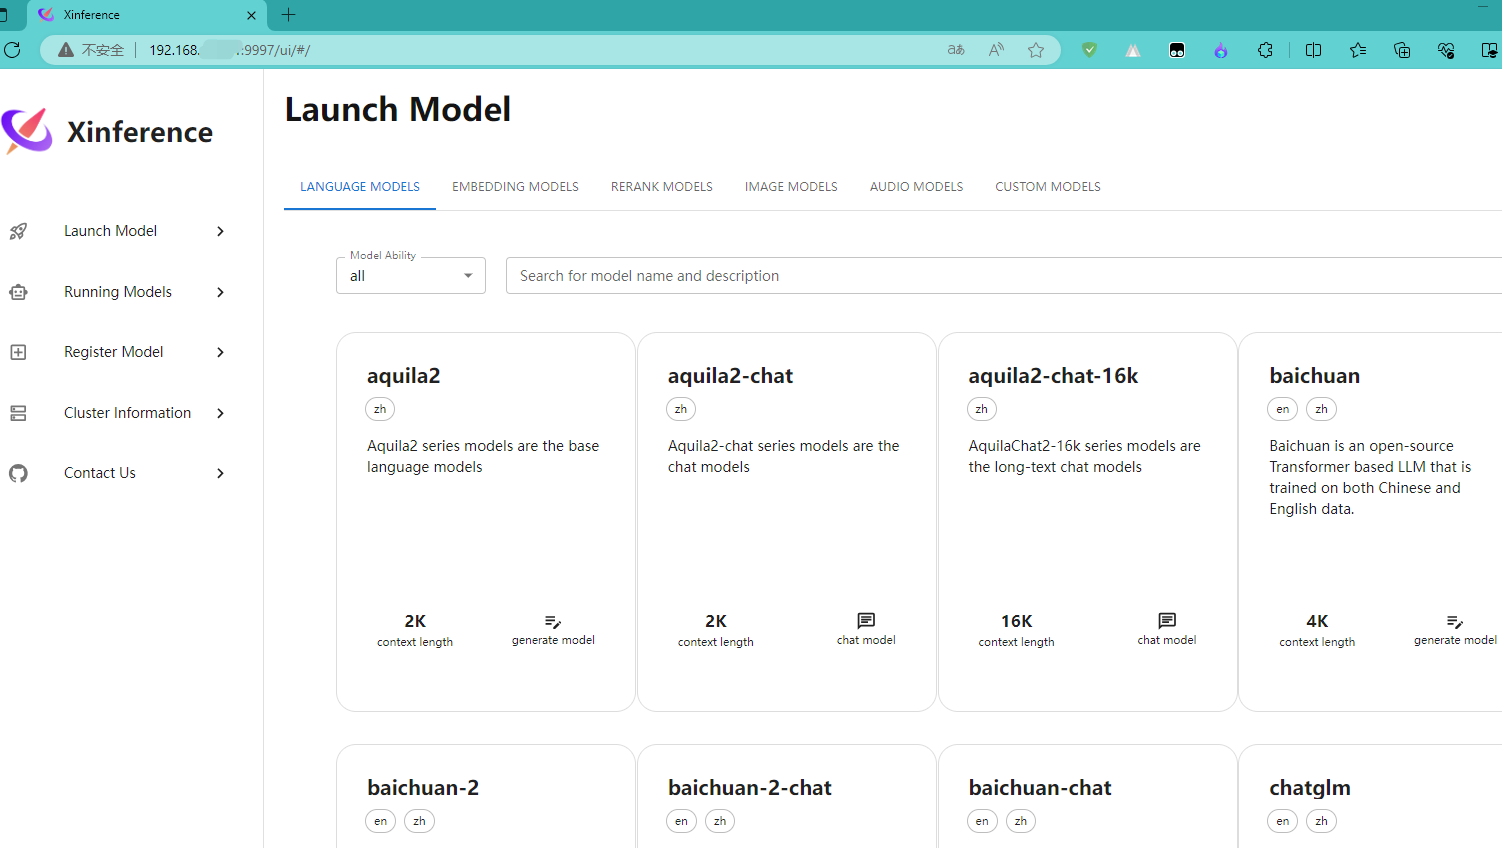 Xinference
不安全 192.168. :9997/ui/#/
Xinference
Launch Model
Running Models
Register Model
Cluster Information
Contact Us
Launch Model
LANGUAGE MODELS EMBEDDING MODELS RERANK MODELS IMAGE MODELS AUDIO MODELS CUSTOM MODELS
Model Ability
all
Search for model name and description
aquila2
zh
Aquila2 series models are the base
language models
2K
context length
generate model
aquila2-chat
zh
Aquila2-chat series models are the
chat models
2K
context length
chat model
aquila2-chat-16k
zh
AquilaChat2-16k series models are
the long-text chat models
16K
context length
chat model
baichuan
en zh
Baichuan is an open-source
Transformer based LLM that is
trained on both Chinese and
English data.
4K
context length
generate model
baichuan-2
en zh
baichuan-2-chat
en zh
baichuan-chat
en zh
chatglm
en zh